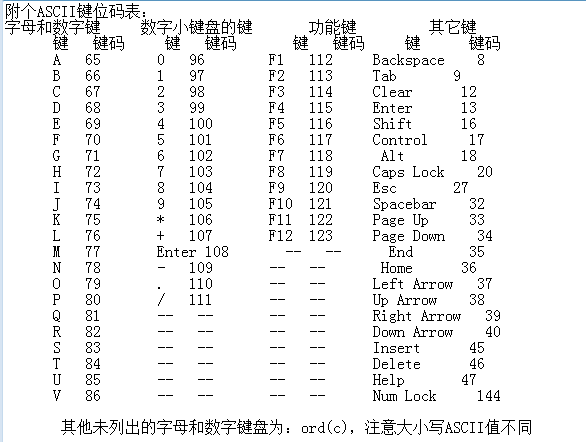 附个ASCII键位码表：
字母和数字键 数字小键盘的键 功能键 其它键
键 键码 键 键码 键 键码 键 键码
A 65 0 96 F1 112 Backspace 8
B 66 1 97 F2 113 Tab 9
C 67 2 98 F3 114 Clear 12
D 68 3 99 F4 115 Enter 13
E 69 4 100 F5 116 Shift 16
F 70 5 101 F6 117 Control 17
G 71 6 102 F7 118 Alt 18
H 72 7 103 F8 119 Caps Lock 20
I 73 8 104 F9 120 Esc 27
J 74 9 105 F10 121 Spacebar 32
K 75 * 106 F11 122 Page Up 33
L 76 + 107 F12 123 Page Down 34
M 77 Enter 108 -- -- End 35
N 78 - 109 -- -- Home 36
O 79 . 110 -- -- Left Arrow 37
P 80 / 111 -- -- Up Arrow 38
Q 81 -- -- -- -- Right Arrow 39
R 82 -- -- -- -- Down Arrow 40
S 83 -- -- -- -- Insert 45
T 84 -- -- -- -- Delete 46
U 85 -- -- -- -- Help 47
V 86 -- -- -- -- Num Lock 144
其他未列出的字母和数字键盘为：ord(c)，注意大小写ASCII值不同